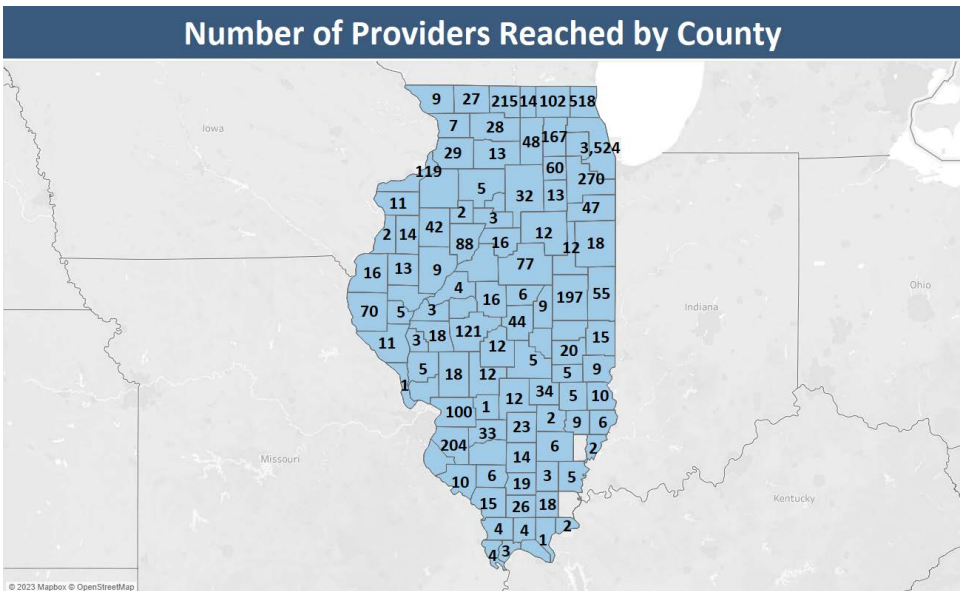 Number of Providers Reached by County
9 27 215 14 102 518
Iowa
7 28 48 167
29 13 3,524
119 60 270
5 32 13
11 2 3 47
2 14 42 88 16 12 12 18
16 13 9 77
4 16 6 9 197 55
Indiana
Ohio
70 5 3
11 3 18 121 44 15
12 20
5 18 12 5 5 9
1
100 1 12 34 5 10
33 23 2 9 6
204 14 6 2
Missouri
10 6 19 3 5
Kentucky
15 26 18
4 4 1 2
4 3
© 2023 Mapbox © OpenStreetMap